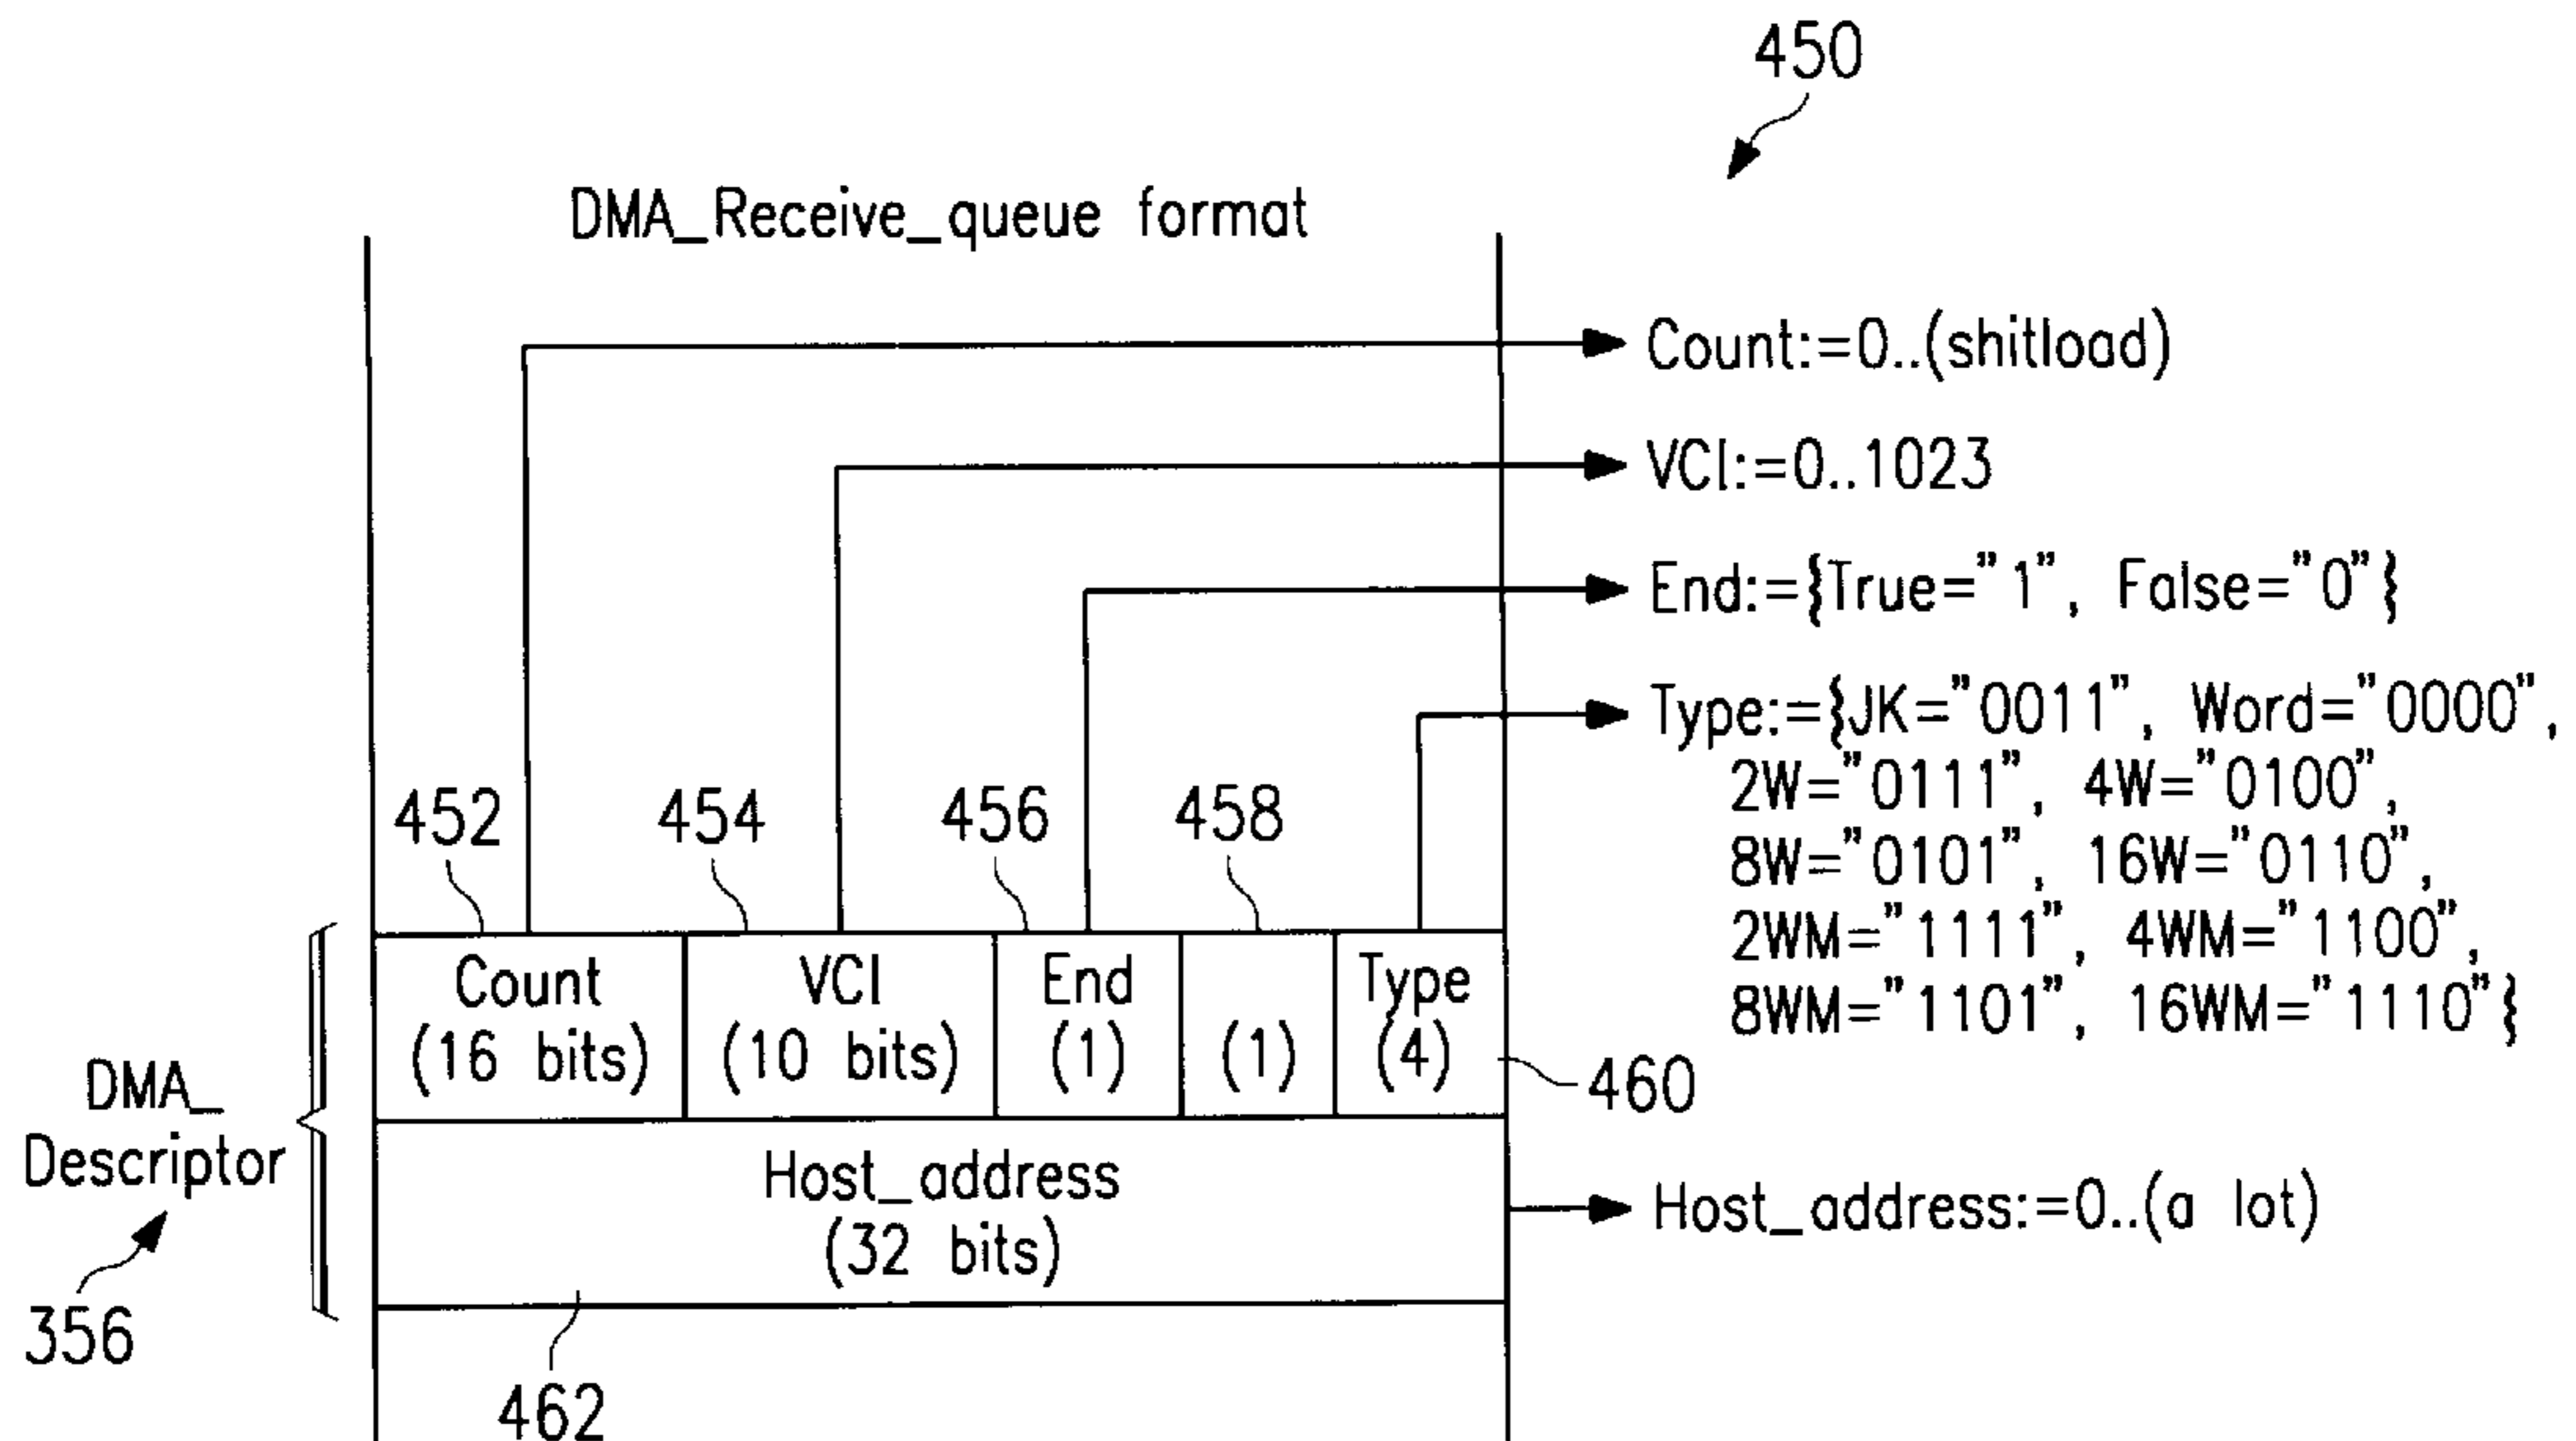 450
DMA_Receive_queue format
Count:=0..(shitload)
VCI:=0..1023
End:={True="1", False="0"}
Type:={JK="0011", Word="0000",
2W="0111", 4W="0100",
8W="0101", 16W="0110",
2WM="1111", 4WM="1100",
8WM="1101", 16WM="1110"}
452 454 456 458
Count VCI End Type
(16 bits) (10 bits) (1) (1) (4)
460
DMA_
Descriptor
356
Host_address
(32 bits)
Host_address:=0..(a lot)
462